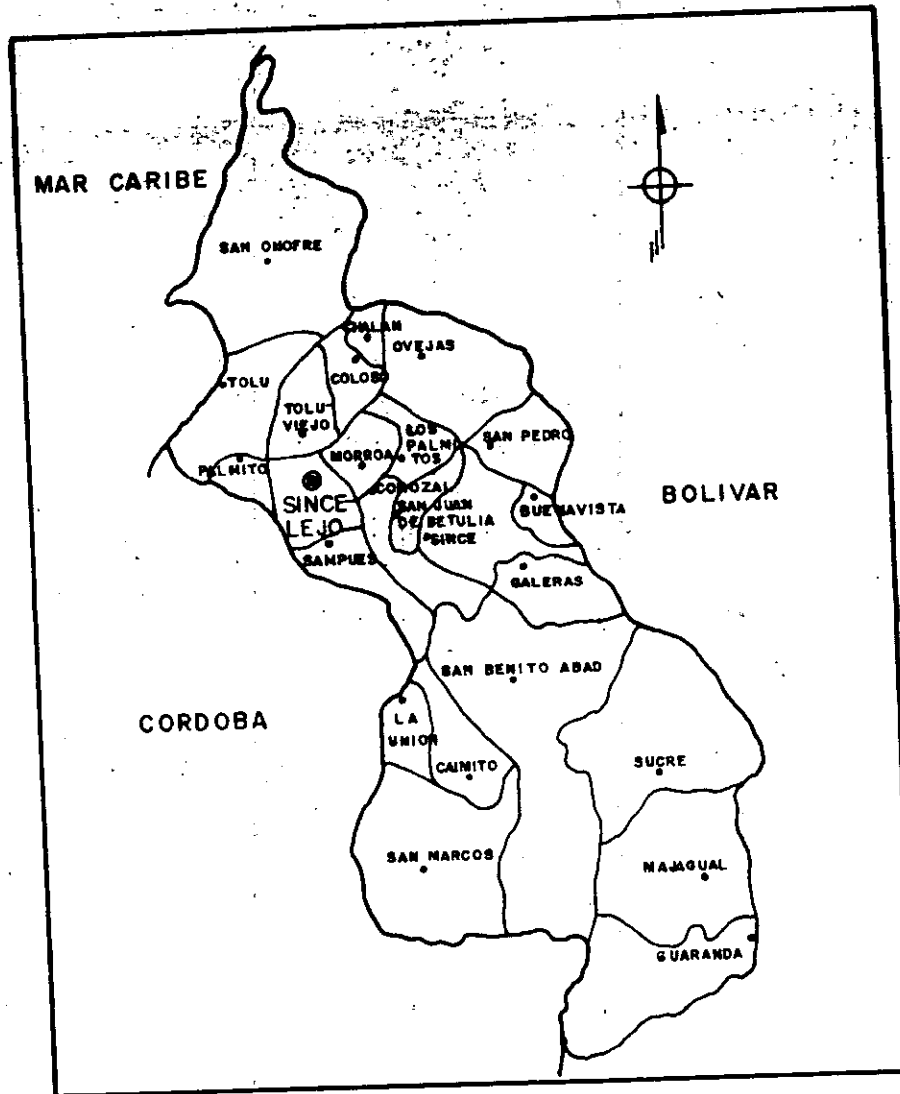 MAR CARIBE
SAN ONOFRE
CHALAN
OVEJAS
COLOSO
TOLU
TOLU
VIEJO
LOS
PALMI
TOS
SAN PEDRO
MORROA
PALMITO
COROZAL
SINCE
LEJO
SAN JUAN
DE BETULIA
SINCE
BUENAVISTA
BOLIVAR
SAMPUES
GALERAS
SAN BENITO ABAD
CORDOBA
LA
UNION
CAIMITO
SUCRE
SAN MARCOS
MAJAGUAL
GUARANDA